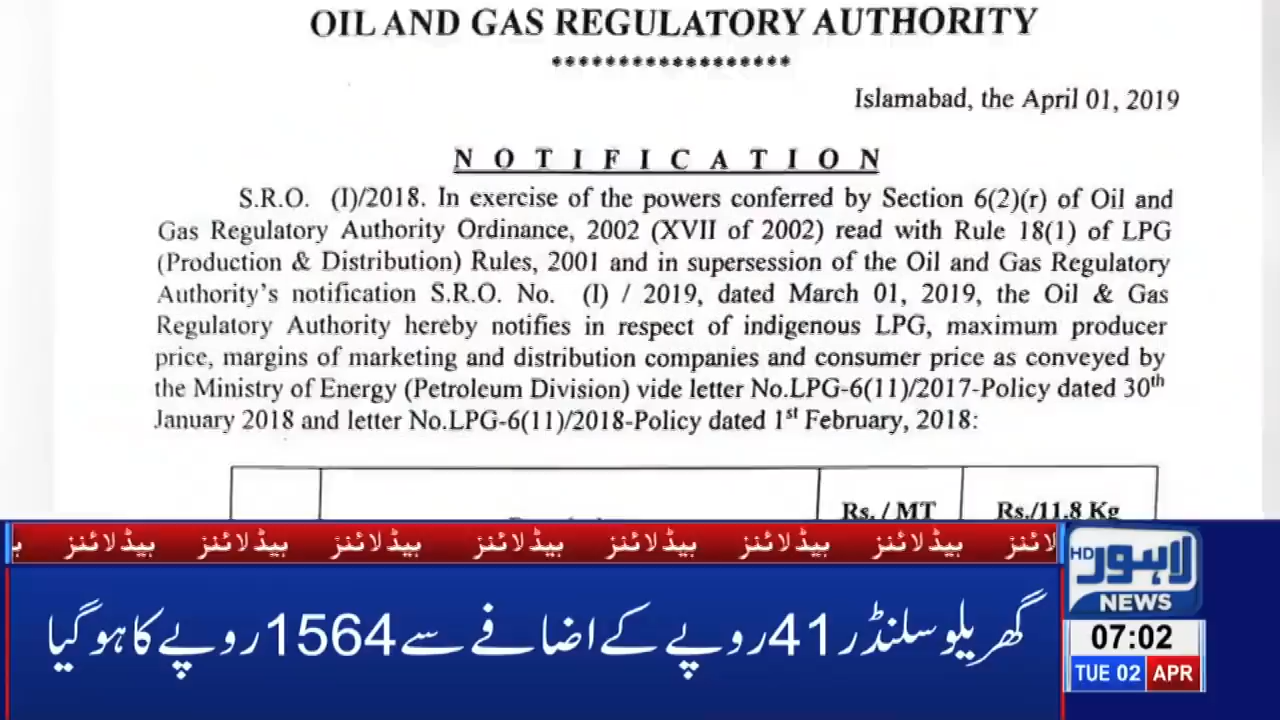 OIL AND GAS REGULATORY AUTHORITY
******************
Islamabad, the April 01, 2019
N O T I F I C A T I O N
S.R.O. (I)/2018. In exercise of the powers conferred by Section 6(2)(r) of Oil and
Gas Regulatory Authority Ordinance, 2002 (XVII of 2002) read with Rule 18(1) of LPG
(Production & Distribution) Rules, 2001 and in supersession of the Oil and Gas Regulatory
Authority's notification S.R.O. No. (I) / 2019, dated March 01, 2019, the Oil & Gas
Regulatory Authority hereby notifies in respect of indigenous LPG, maximum producer
price, margins of marketing and distribution companies and consumer price as conveyed by
the Ministry of Energy (Petroleum Division) vide letter No.LPG-6(11)/2017-Policy dated 30th
January 2018 and letter No.LPG-6(11)/2018-Policy dated 1st February, 2018:
Rs. / MT Rs./11.8 Kg
ہیڈلائنز ہیڈلائنز ہیڈلائنز ہیڈلائنز ہیڈلائنز ہیڈلائنز ہیڈلائنز
گھریلو سلنڈر 41 روپے کے اضافے سے 1564 روپے کا ہوگیا
لاہور HD
NEWS
07:02
TUE 02 APR